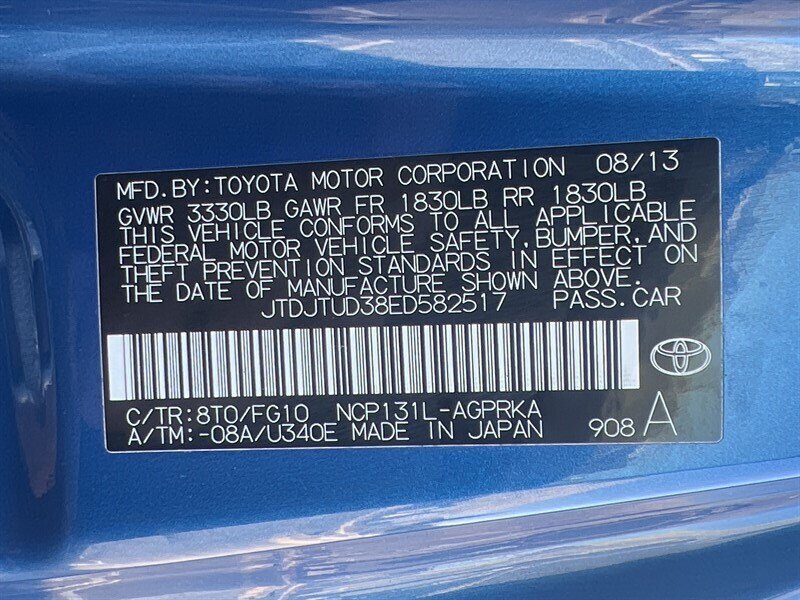 MFD. BY: TOYOTA MOTOR CORPORATION 08/13
GVWR 3330LB GAWR FR 1830LB RR 1830LB
THIS VEHICLE CONFORMS TO ALL APPLICABLE
FEDERAL MOTOR VEHICLE SAFETY, BUMPER, AND
THEFT PREVENTION STANDARDS IN EFFECT ON
THE DATE OF MANUFACTURE SHOWN ABOVE.
JTDJTUD38ED582517 PASS. CAR
C/TR: 8T0/FG10 NCP131L-AGPRKA
A/TM: -08A/U340E MADE IN JAPAN 908 A